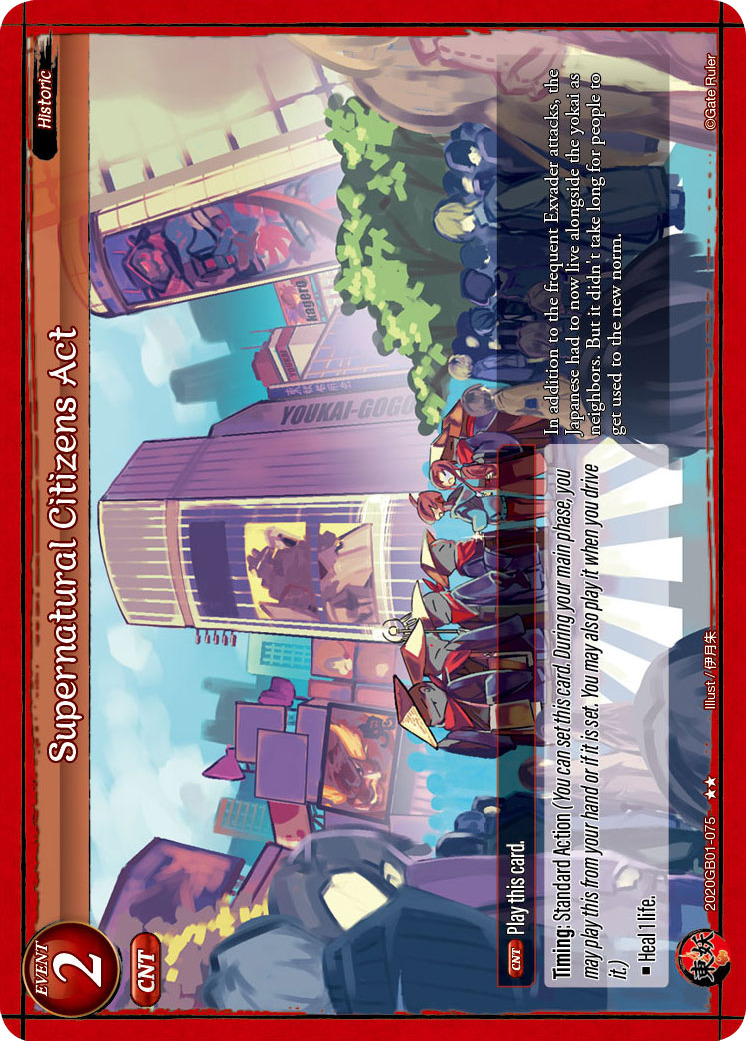 EVENT
2
Supernatural Citizens Act
Historic
CNT
kagero
YOUKAI-GOGO
CNT Play this card.
Timing: Standard Action (You can set this card. During your main phase, you
may play this from your hand or if it is set. You may also play it when you drive
it.)
■ Heal 1 life.
In addition to the frequent Exvader attacks, the
Japanese had to now live alongside the yokai as
neighbors. But it didn't take long for people to
get used to the new norm.
東妖
2020GB01-075 ★★
Illust / 伊月朱
©Gate Ruler